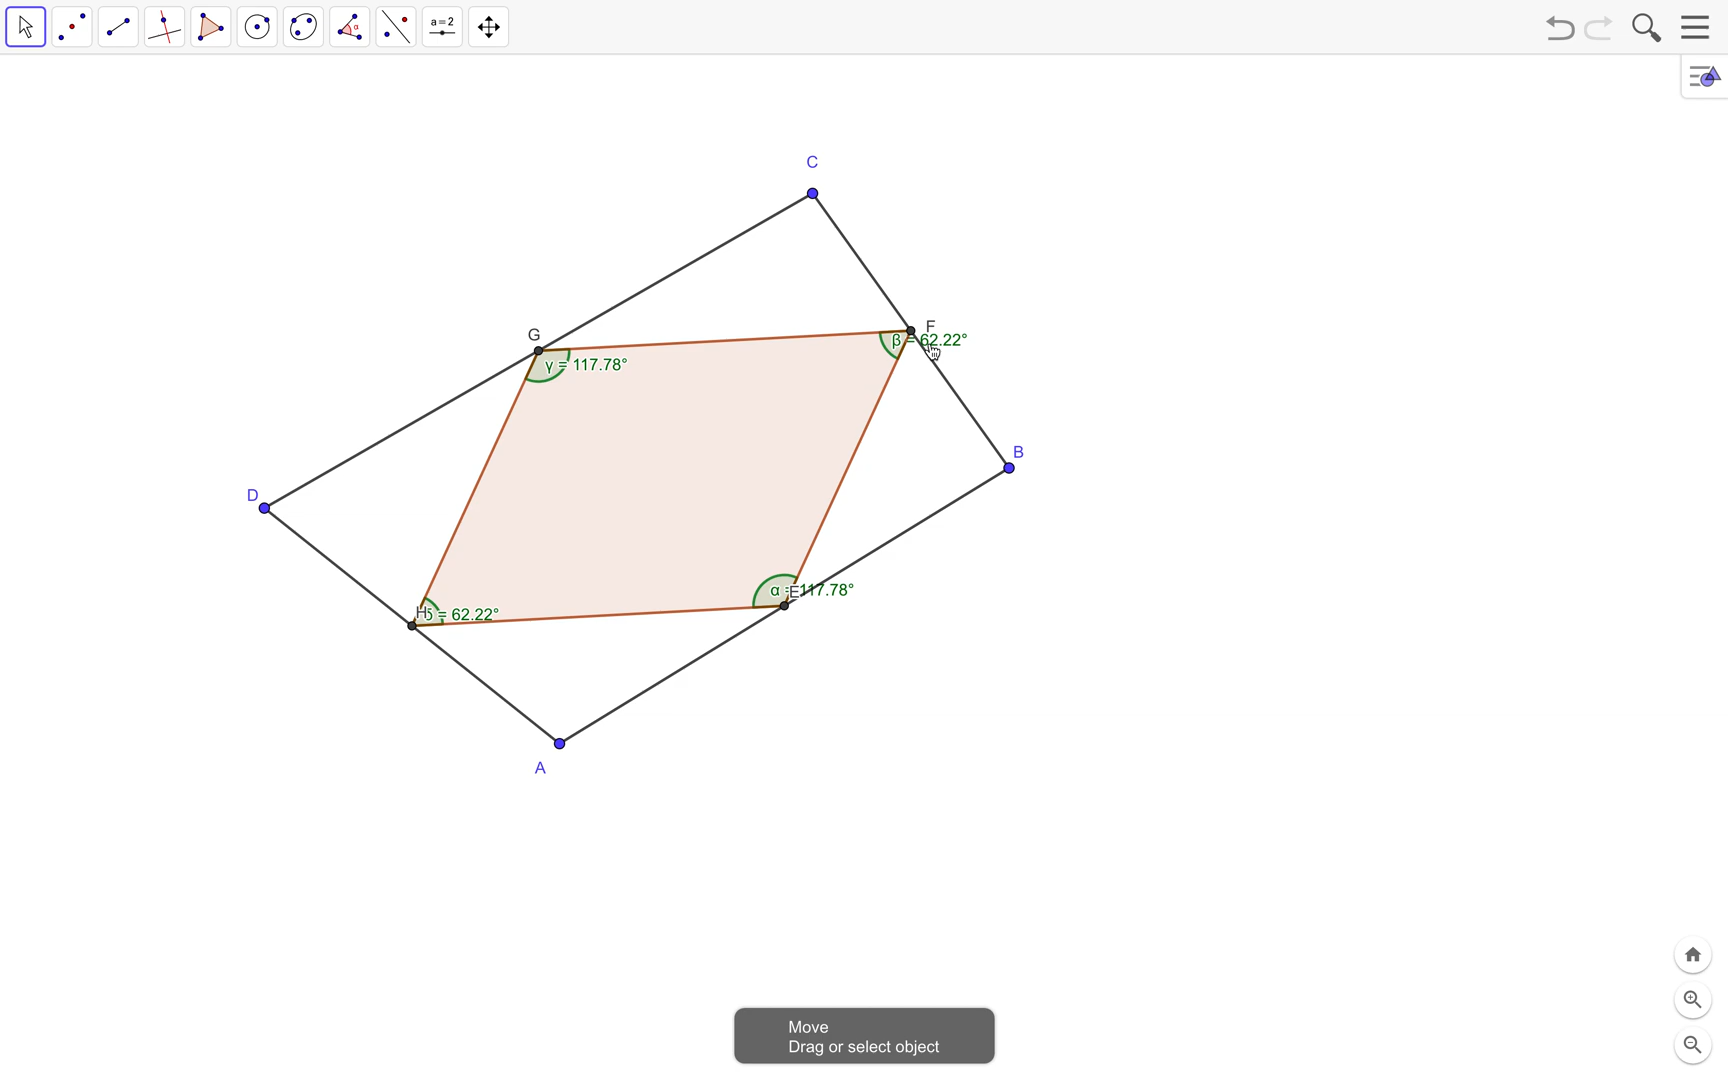 a=2
C
G
F
β = 62.22°
γ = 117.78°
B
D
α = 117.78°
E
H
δ = 62.22°
A
Move
Drag or select object